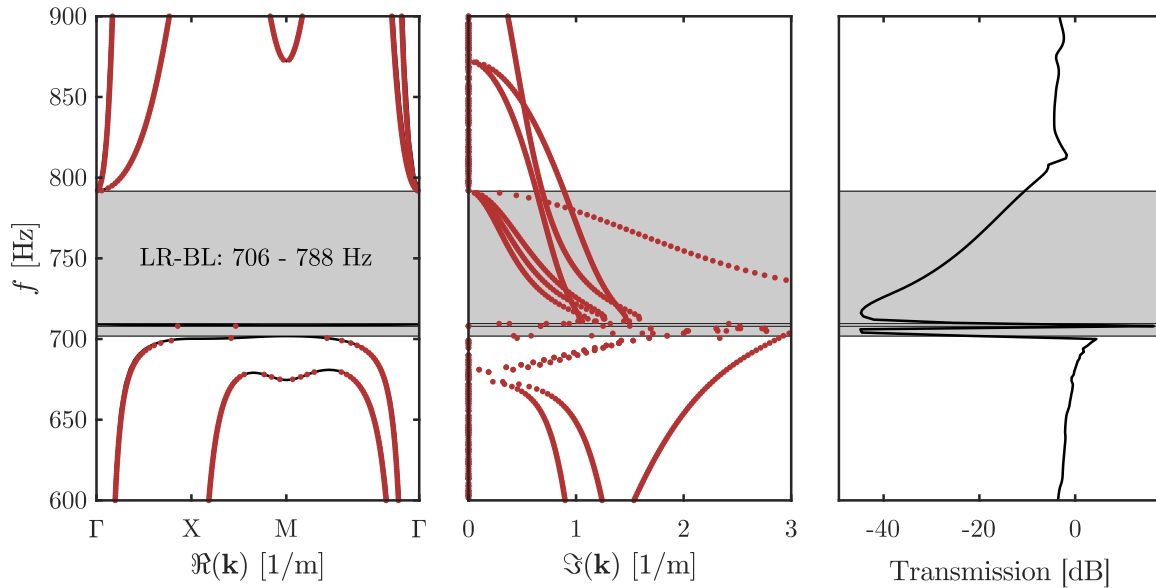 900
850
800
750
700
650
600
f [Hz]
LR-BL: 706 - 788 Hz
Γ X M Γ
ℜ(k) [1/m]
0 1 2 3
ℑ(k) [1/m]
-40 -20 0
Transmission [dB]